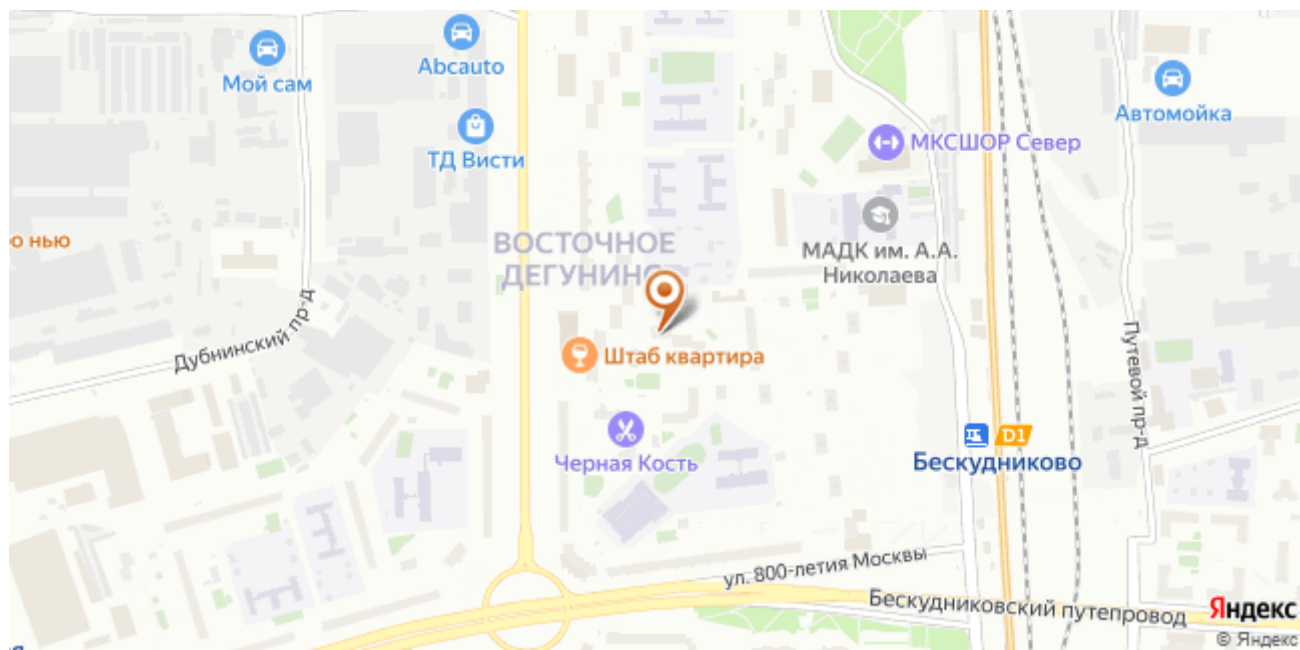 Abcauto
Мой сам
Автомойка
МКСШОР Север
ТД Висти
о нью
ВОСТОЧНОЕ
ДЕГУНИНО
МАДК им. А.А.
Николаева
Дубнинский пр-д
Штаб квартира
Путевой пр-д
D1
Черная Кость
Бескудниково
ул. 800-летия Москвы
Бескудниковский путепровод
Яндекс
© Яндекс